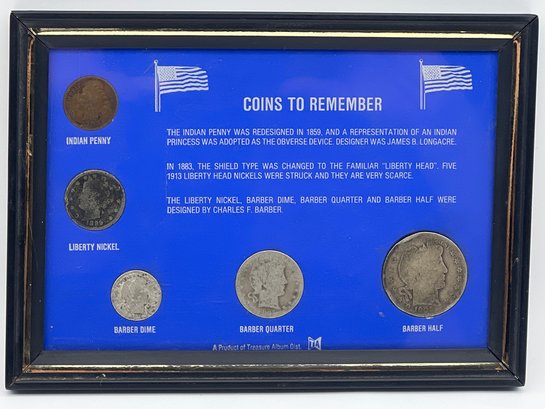 COINS TO REMEMBER
INDIAN PENNY
THE INDIAN PENNY WAS REDESIGNED IN 1859, AND A REPRESENTATION OF AN INDIAN
PRINCESS WAS ADOPTED AS THE OBVERSE DEVICE. DESIGNER WAS JAMES B. LONGACRE.
IN 1883, THE SHIELD TYPE WAS CHANGED TO THE FAMILIAR "LIBERTY HEAD". FIVE
1913 LIBERTY HEAD NICKELS WERE STRUCK AND THEY ARE VERY SCARCE.
THE LIBERTY NICKEL, BARBER DIME, BARBER QUARTER AND BARBER HALF WERE
DESIGNED BY CHARLES F. BARBER.
LIBERTY NICKEL
BARBER DIME
BARBER QUARTER
BARBER HALF
A Product of Treasure Album Dist.